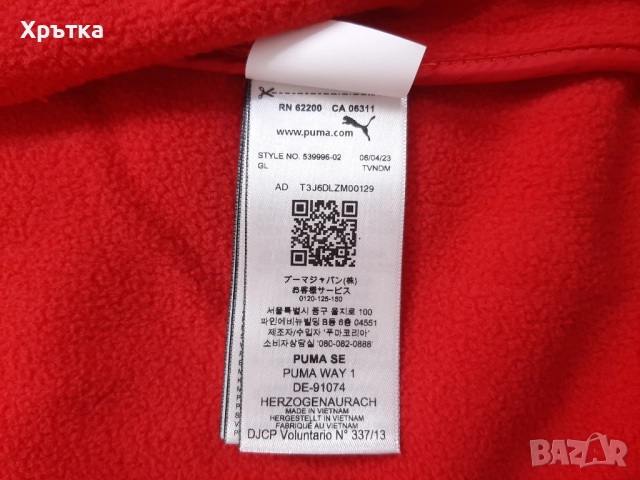 Хрътка
RN 62200 CA 06311
www.puma.com
STYLE NO. 539996-02 06/04/23
GL TVNDM
AD T3J6DLZM00129
プーマジャパン(株)
お客様サービス
0120-125-150
서울특별시 중구 을지로 100
파인에비뉴빌딩 B동 6층 04551
제조자/수입자 '푸마코리아'
소비자상담실 '080-082-0888'
PUMA SE
PUMA WAY 1
DE-91074
HERZOGENAURACH
MADE IN VIETNAM
HERGESTELLT IN VIETNAM
FABRIQUÉ AU VIETNAM
DJCP Voluntario N° 337/13
BAZAR